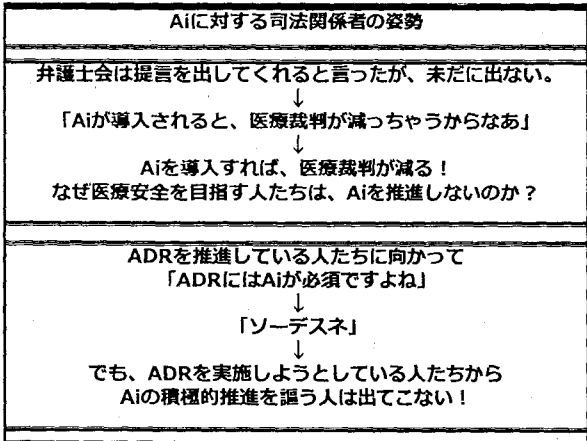 Aiに対する司法関係者の姿勢
弁護士会は提言を出してくれると言ったが、未だに出ない。
↓
「Aiが導入されると、医療裁判が減っちゃうからなあ」
↓
Aiを導入すれば、医療裁判が減る！
なぜ医療安全を目指す人たちは、Aiを推進しないのか？
ADRを推進している人たちに向かって
「ADRにはAiが必須ですよね」
↓
「ソーデスネ」
↓
でも、ADRを実施しようとしている人たちから
Aiの積極的推進を謳う人は出てこない！